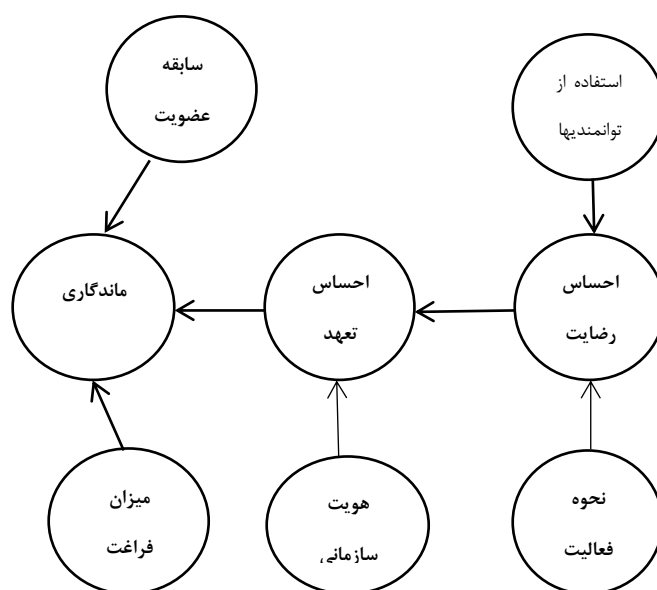 استفاده از
توانمندیها
سابقه
عضویت
احساس
رضایت
احساس
تعهد
ماندگاری
نحوه
فعالیت
هویت
سازمانی
میزان
فراغت